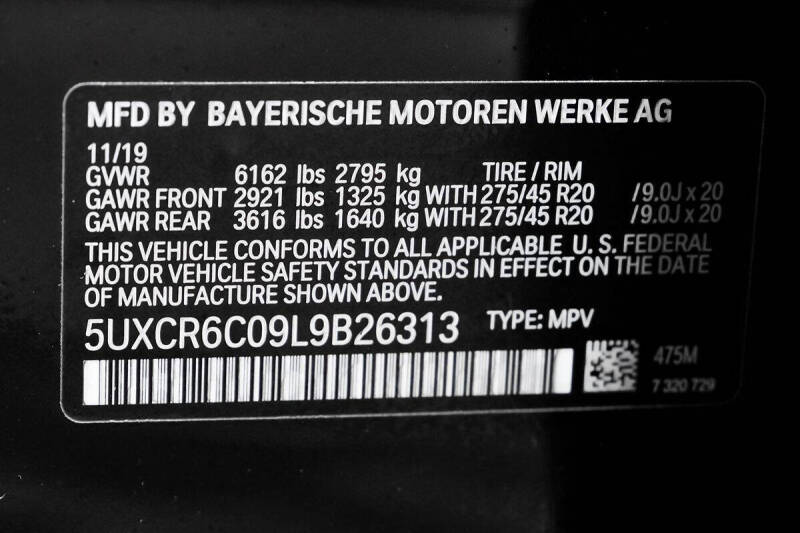 MFD BY BAYERISCHE MOTOREN WERKE AG
11/19
GVWR 6162 lbs 2795 kg TIRE / RIM
GAWR FRONT 2921 lbs 1325 kg WITH 275/45 R20 /9.0J x 20
GAWR REAR 3616 lbs 1640 kg WITH 275/45 R20 /9.0J x 20
THIS VEHICLE CONFORMS TO ALL APPLICABLE U. S. FEDERAL
MOTOR VEHICLE SAFETY STANDARDS IN EFFECT ON THE DATE
OF MANUFACTURE SHOWN ABOVE.
5UXCR6C09L9B26313 TYPE: MPV
475M
7 320 729